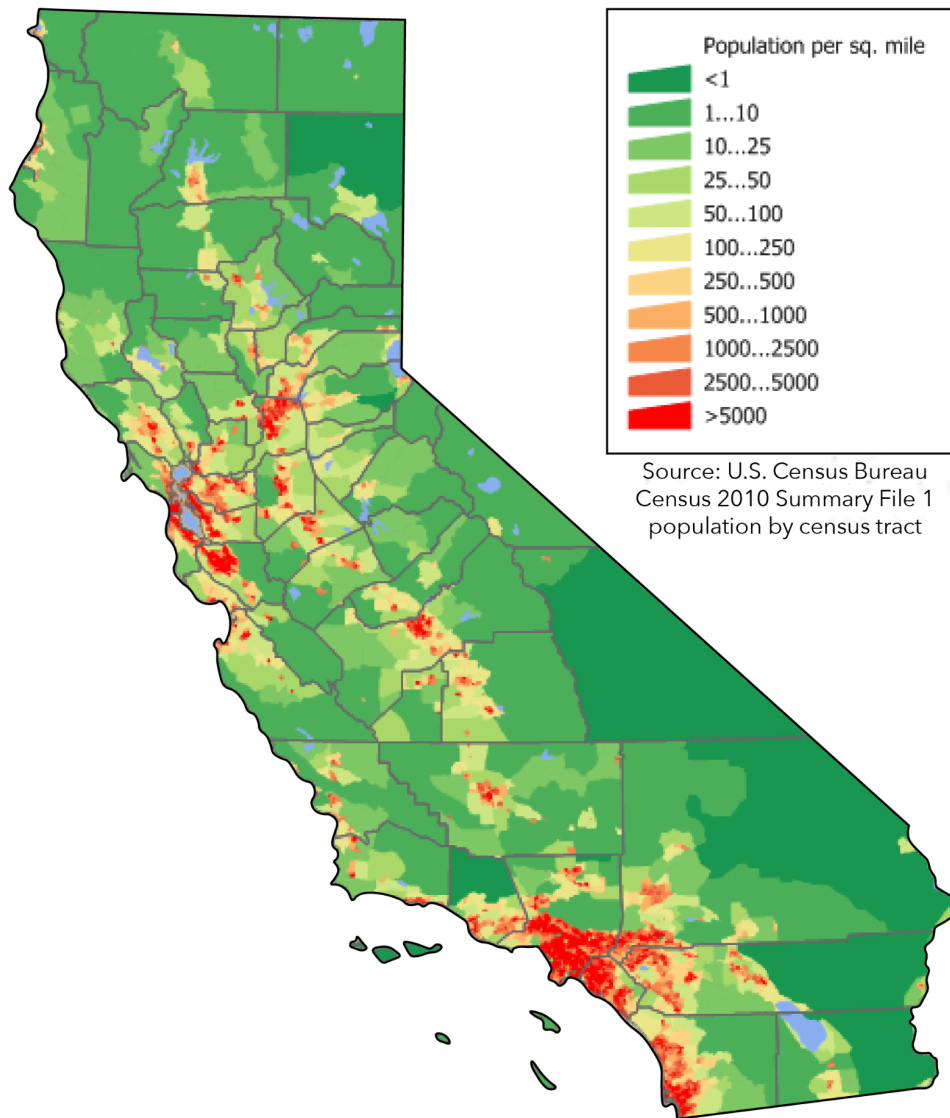 Population per sq. mile
<1
1...10
10...25
25...50
50...100
100...250
250...500
500...1000
1000...2500
2500...5000
>5000
Source: U.S. Census Bureau
Census 2010 Summary File 1
population by census tract